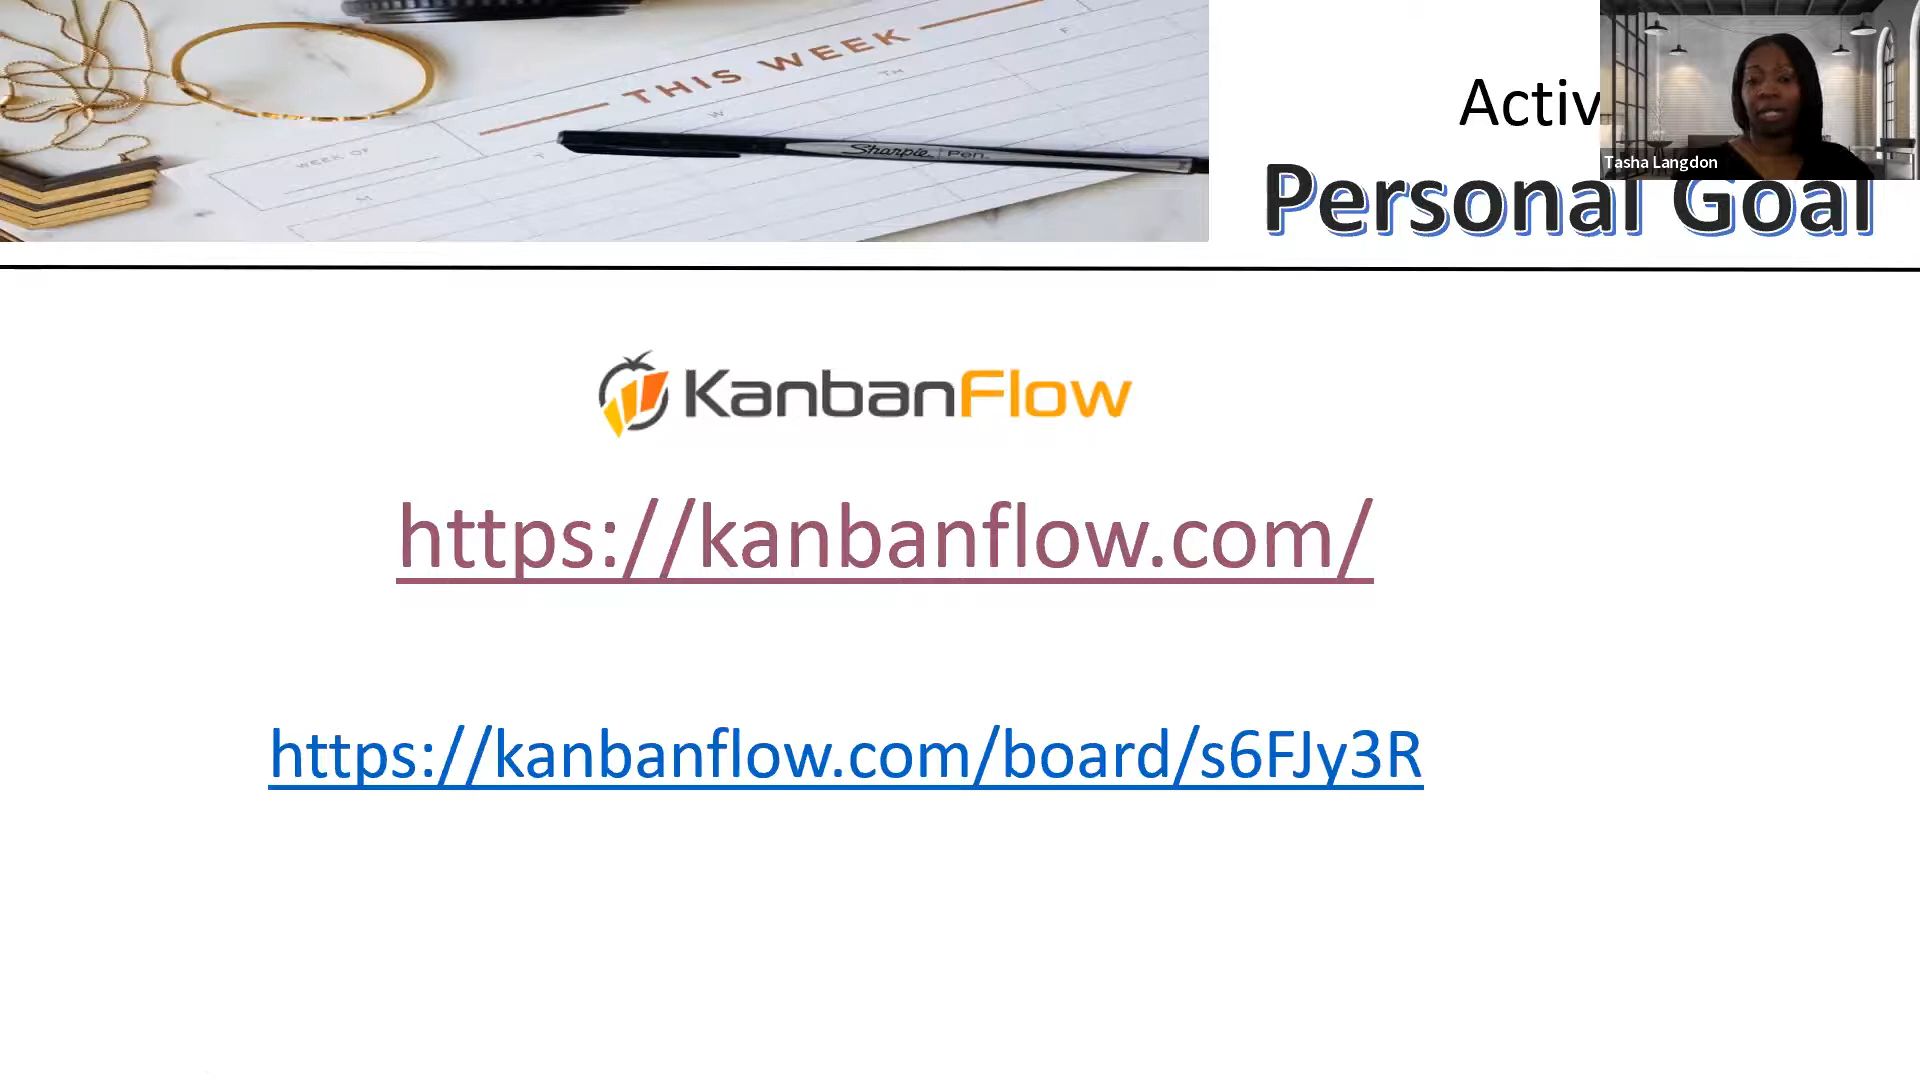 THIS WEEK
WEEK OF
M
T
W
TH
F
Sharpie Pen.
Activ
Tasha Langdon
Personal Goal
KanbanFlow
https://kanbanflow.com/
https://kanbanflow.com/board/s6FJy3R